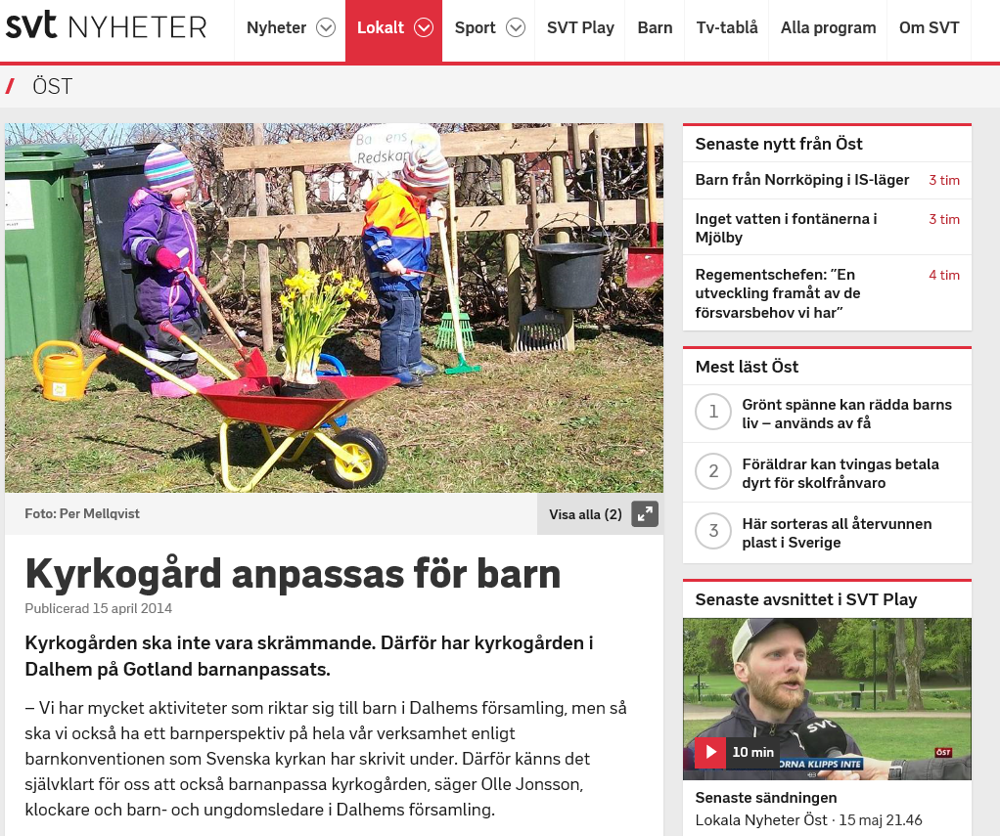 svt NYHETER
Nyheter
Lokalt
Sport
SVT Play
Barn
Tv-tablå
Alla program
Om SVT
/ ÖST
Barnens
Redskap
Foto: Per Mellqvist
Visa alla (2)
Kyrkogård anpassas för barn
Publicerad 15 april 2014
Kyrkogården ska inte vara skrämmande. Därför har kyrkogården i
Dalhem på Gotland barnanpassats.
– Vi har mycket aktiviteter som riktar sig till barn i Dalhems församling, men så
ska vi också ha ett barnperspektiv på hela vår verksamhet enligt
barnkonventionen som Svenska kyrkan har skrivit under. Därför känns det
självklart för oss att också barnanpassa kyrkogården, säger Olle Jonsson,
klockare och barn- och ungdomsledare i Dalhems församling.
Senaste nytt från Öst
Barn från Norrköping i IS-läger 3 tim
Inget vatten i fontänerna i 3 tim
Mjölby
Regementschefen: ”En 4 tim
utveckling framåt av de
försvarsbehov vi har”
Mest läst Öst
1 Grönt spänne kan rädda barns
liv – används av få
2 Föräldrar kan tvingas betala
dyrt för skolfrånvaro
3 Här sorteras all återvunnen
plast i Sverige
Senaste avsnittet i SVT Play
svt
ÖST
10 min
ORNA KLIPPS INTE
Senaste sändningen
Lokala Nyheter Öst · 15 maj 21.46